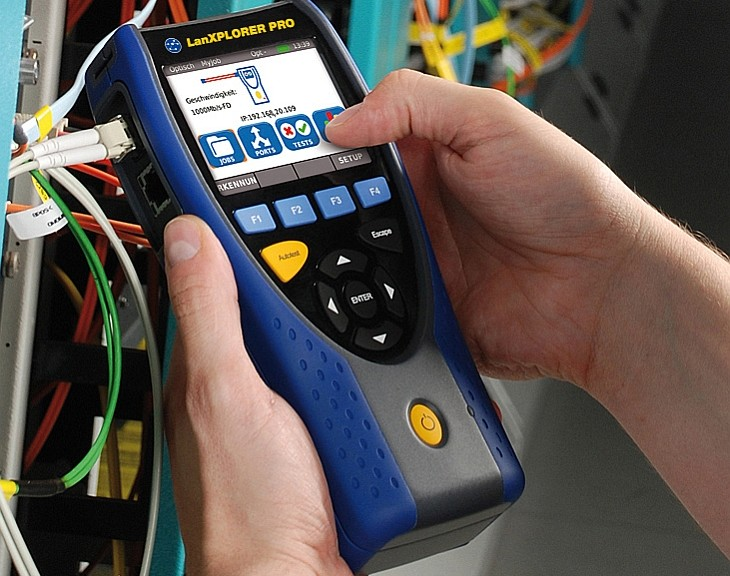 LanXPLORER PRO
Optisch MyJob Opt- 13:39
Geschwindigkeit:
1000Mb/s-FD
IP:192.168.20.109
JOBS PORTS TESTS
RKENNUN SETUP
F1 F2 F3 F4
Autotest Escape
ENTER